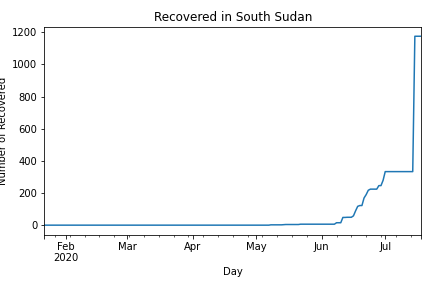 Recovered in South Sudan
1200
1000
800
600
400
200
0
Number of Recovered
Feb
2020
Mar
Apr
May
Jun
Jul
Day